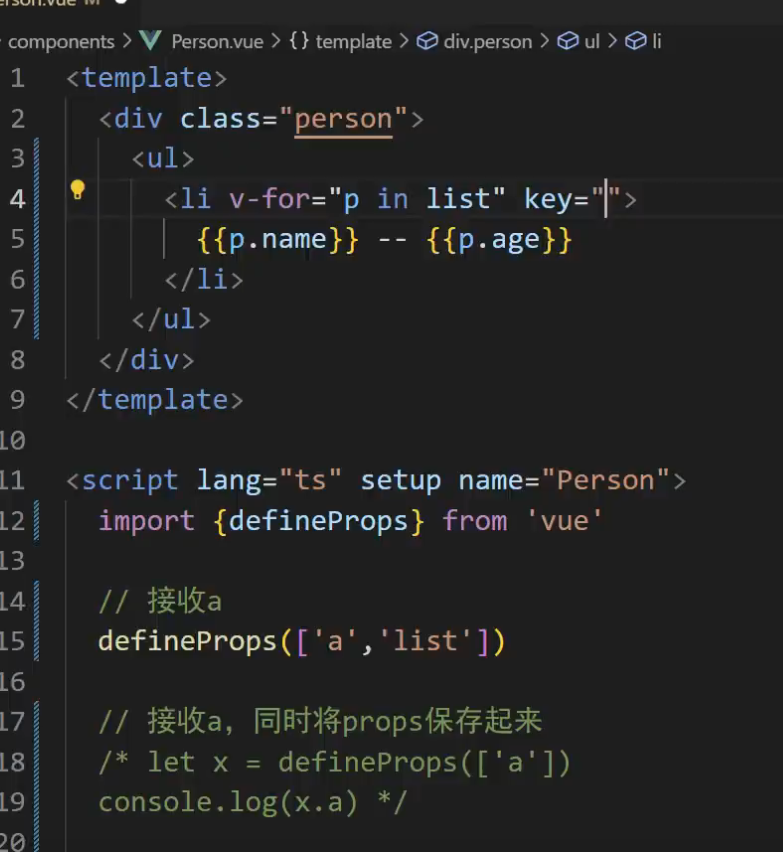 erson.vue M
components > Person.vue > {} template > div.person > ul > li
1 <template>
2 <div class="person">
3 <ul>
4 <li v-for="p in list" key="">
5 {{p.name}} -- {{p.age}}
6 </li>
7 </ul>
8 </div>
9 </template>
10
11 <script lang="ts" setup name="Person">
12 import {defineProps} from 'vue'
13
14 // 接收a
15 defineProps(['a','list'])
16
17 // 接收a，同时将props保存起来
18 /* let x = defineProps(['a'])
19 console.log(x.a) */
20